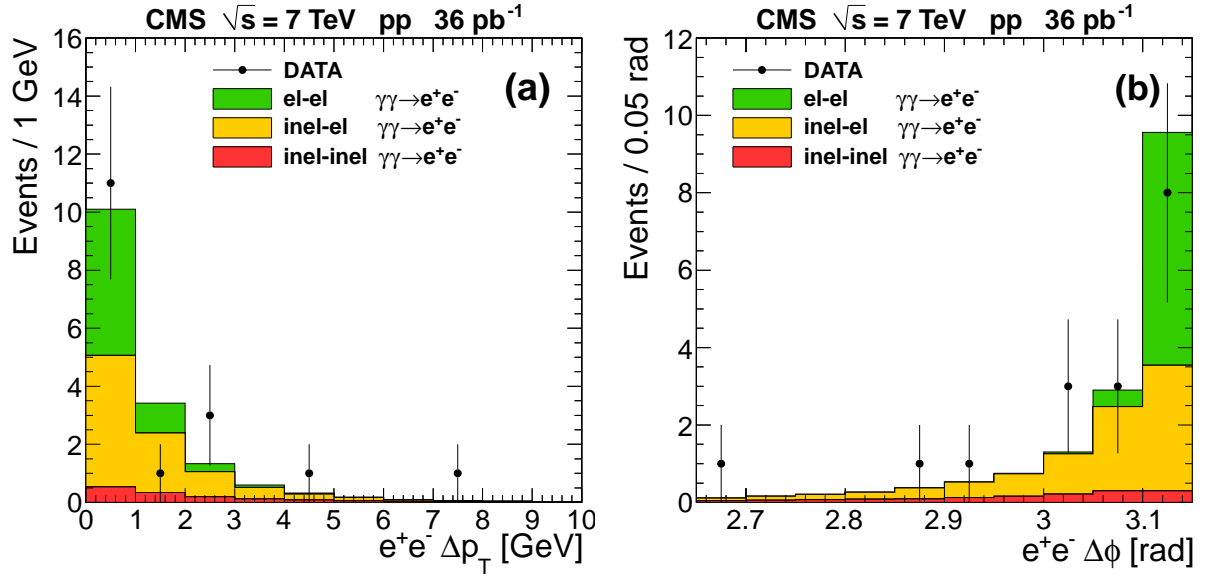 CMS √s = 7 TeV pp 36 pb⁻¹
Events / 1 GeV
16
14
12
10
8
6
4
2
0
DATA
el-el γγ→e⁺e⁻
inel-el γγ→e⁺e⁻
inel-inel γγ→e⁺e⁻
(a)
0 1 2 3 4 5 6 7 8 9 10
e⁺e⁻ Δp_T [GeV]
CMS √s = 7 TeV pp 36 pb⁻¹
Events / 0.05 rad
12
10
8
6
4
2
0
DATA
el-el γγ→e⁺e⁻
inel-el γγ→e⁺e⁻
inel-inel γγ→e⁺e⁻
(b)
2.7 2.8 2.9 3 3.1
e⁺e⁻ Δϕ [rad]